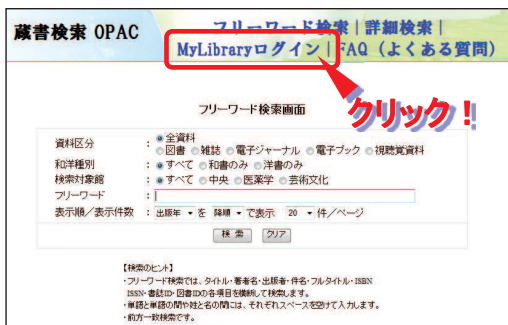 蔵書検索 OPAC
フリーワード検索 | 詳細検索 |
MyLibraryログイン | FAQ（よくある質問）
クリック！
フリーワード検索画面
資料区分 : 全資料
図書 雑誌 電子ジャーナル 電子ブック 視聴覚資料
和洋種別 : すべて 和書のみ 洋書のみ
検索対象館 : すべて 中央 医薬学 芸術文化
フリーワード :
表示順／表示件数 : 出版年 を 降順 で表示 20 件／ページ
検索 クリア
【検索のヒント】
・フリーワード検索では、タイトル・著者名・出版者・件名・フルタイトル・ISBN
ISSN・書誌ID・図書IDの各項目を横断して検索します。
・単語と単語の間や姓と名の間には、それぞれスペースを空けて入力します。
・前方一致検索です。